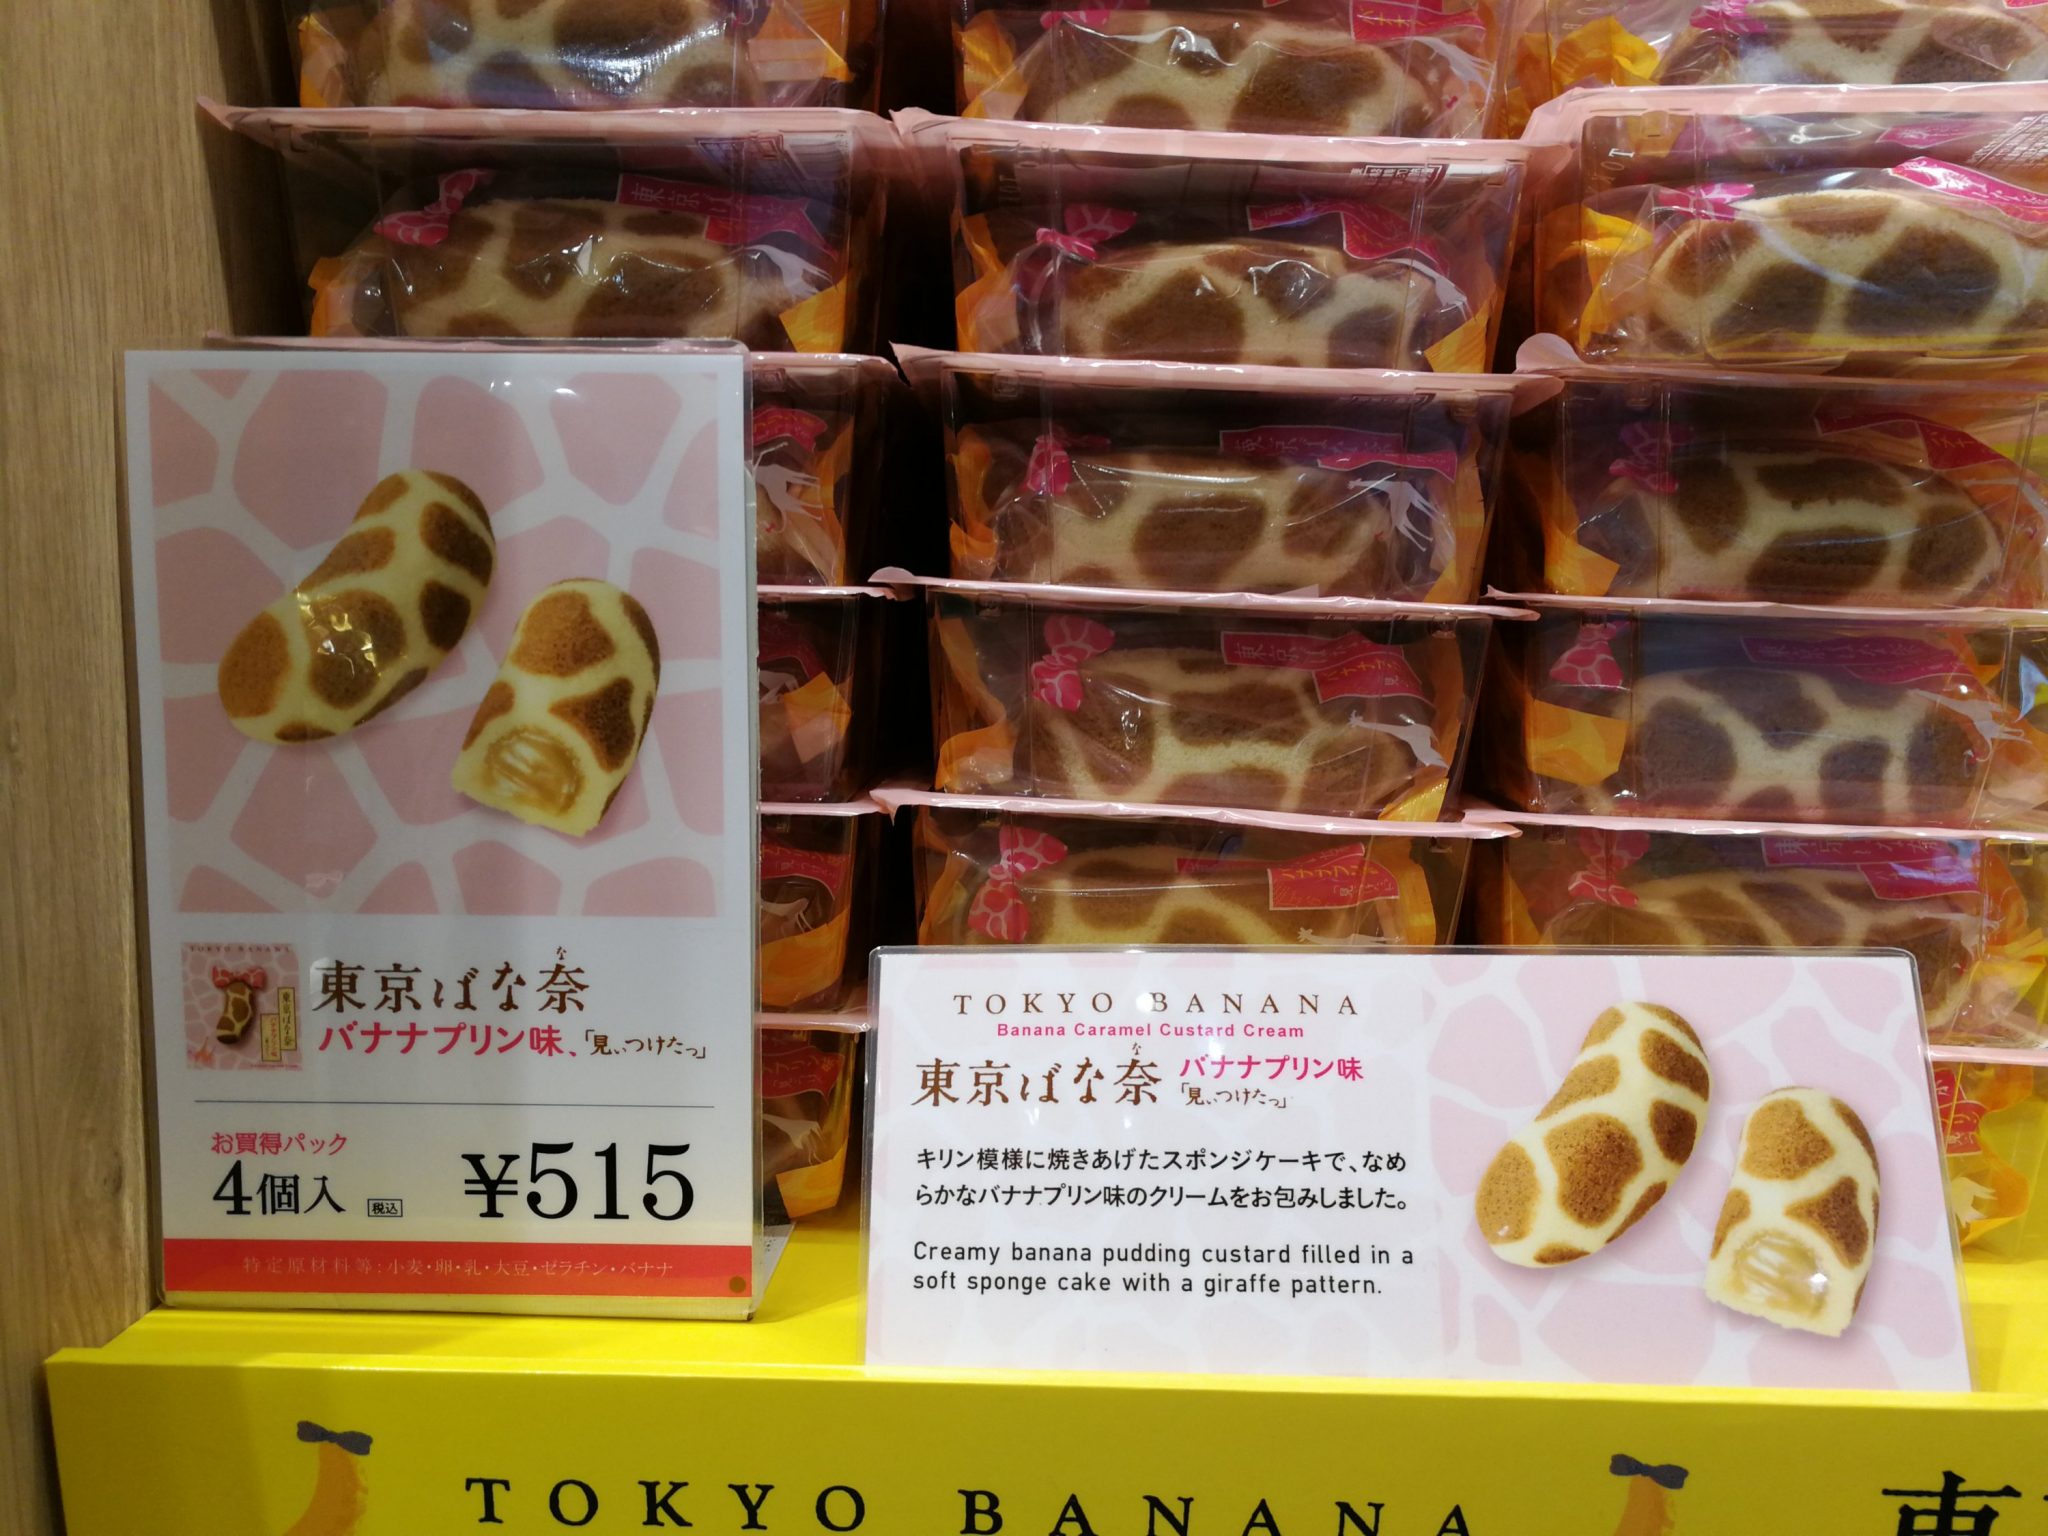 な
東京ばな奈
バナナプリン味、「見ぃつけたっ」
お買得パック
4個入 税込 ¥515
特定原材料等:小麦・卵・乳・大豆・ゼラチン・バナナ
TOKYO BANANA
Banana Caramel Custard Cream
な
東京ばな奈 バナナプリン味
「見ぃつけたっ」
キリン模様に焼きあげたスポンジケーキで、なめ
らかなバナナプリン味のクリームをお包みしました。
Creamy banana pudding custard filled in a
soft sponge cake with a giraffe pattern.
TOKYO BANANA